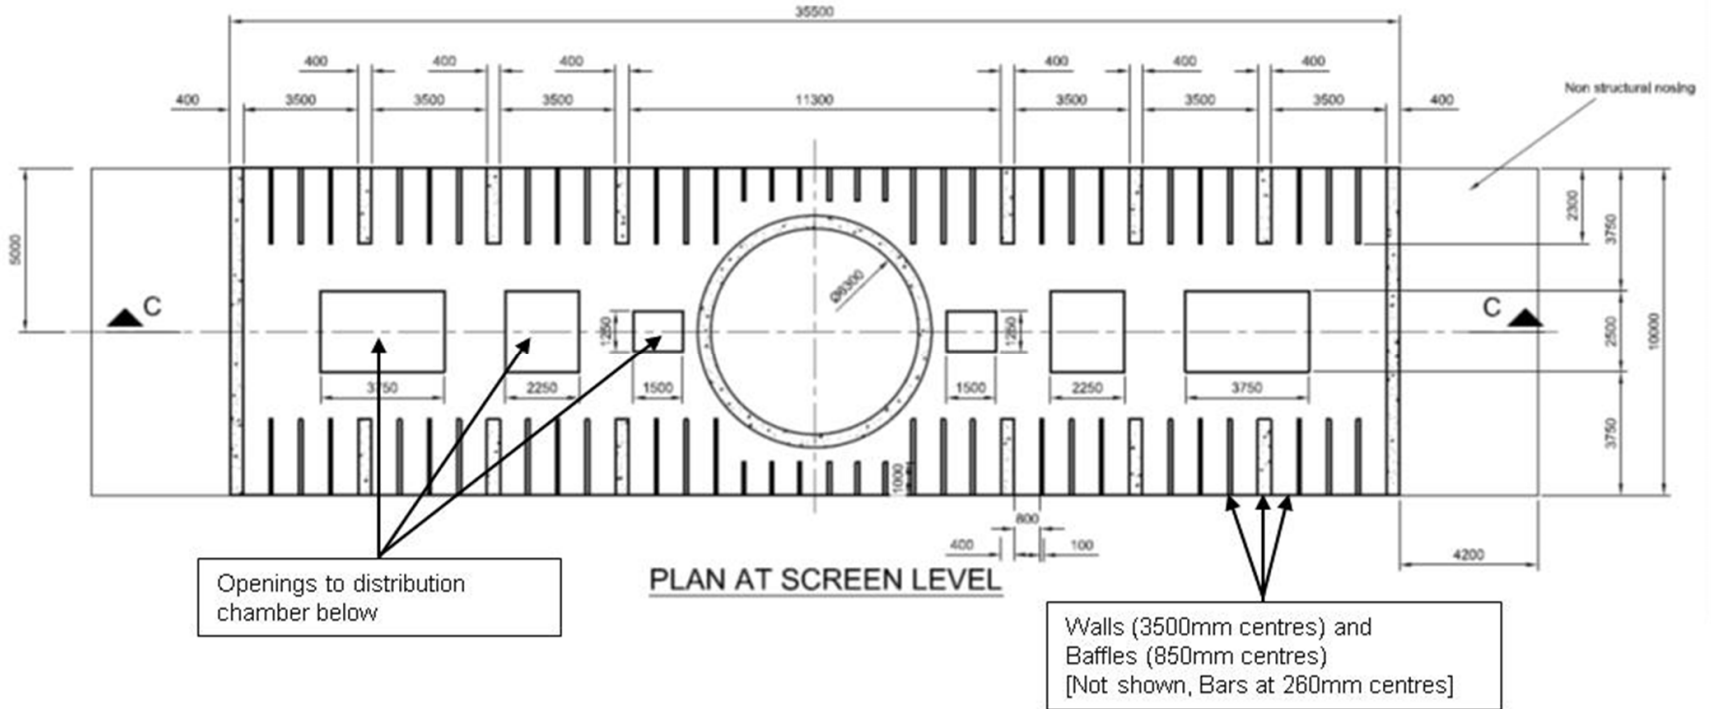 35500
400 400 400 400 400 400
400 3500 3500 3500 11300 3500 3500 3500 400
Non structural nosing
5000
2300
3750
C
Ø6300
C
1250
1250
2500
10000
3750 2250 1500 1500 2250 3750
3750
1000
800
400 100
4200
PLAN AT SCREEN LEVEL
Openings to distribution
chamber below
Walls (3500mm centres) and
Baffles (850mm centres)
[Not shown, Bars at 260mm centres]